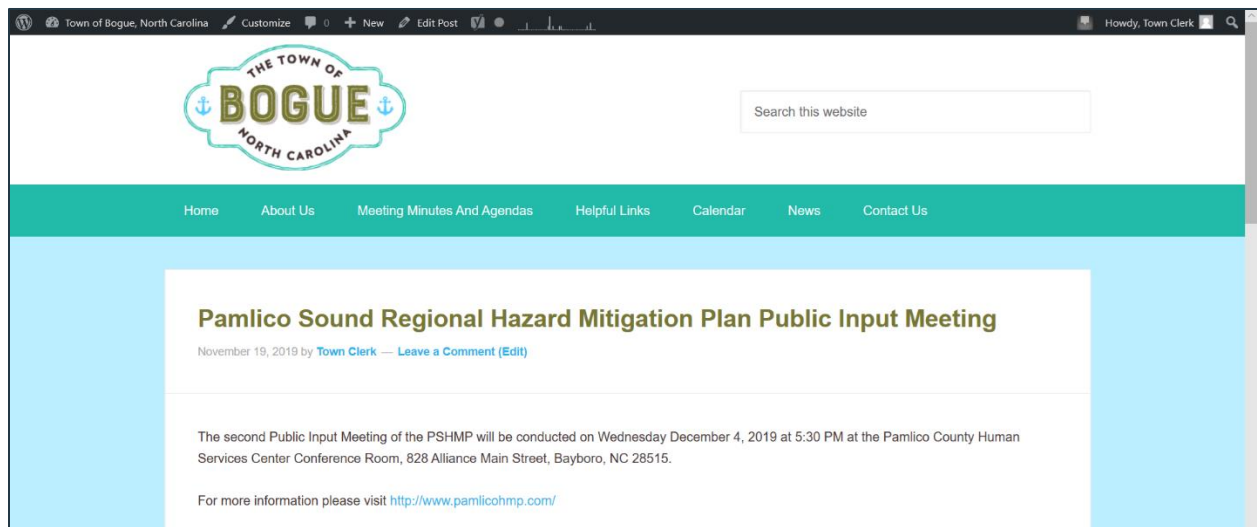 Town of Bogue, North Carolina Customize 0 New Edit Post Howdy, Town Clerk
THE TOWN OF
BOGUE
NORTH CAROLINA
Search this website
Home About Us Meeting Minutes And Agendas Helpful Links Calendar News Contact Us
Pamlico Sound Regional Hazard Mitigation Plan Public Input Meeting
November 19, 2019 by Town Clerk — Leave a Comment (Edit)
The second Public Input Meeting of the PSHMP will be conducted on Wednesday December 4, 2019 at 5:30 PM at the Pamlico County Human
Services Center Conference Room, 828 Alliance Main Street, Bayboro, NC 28515.
For more information please visit http://www.pamlicohmp.com/